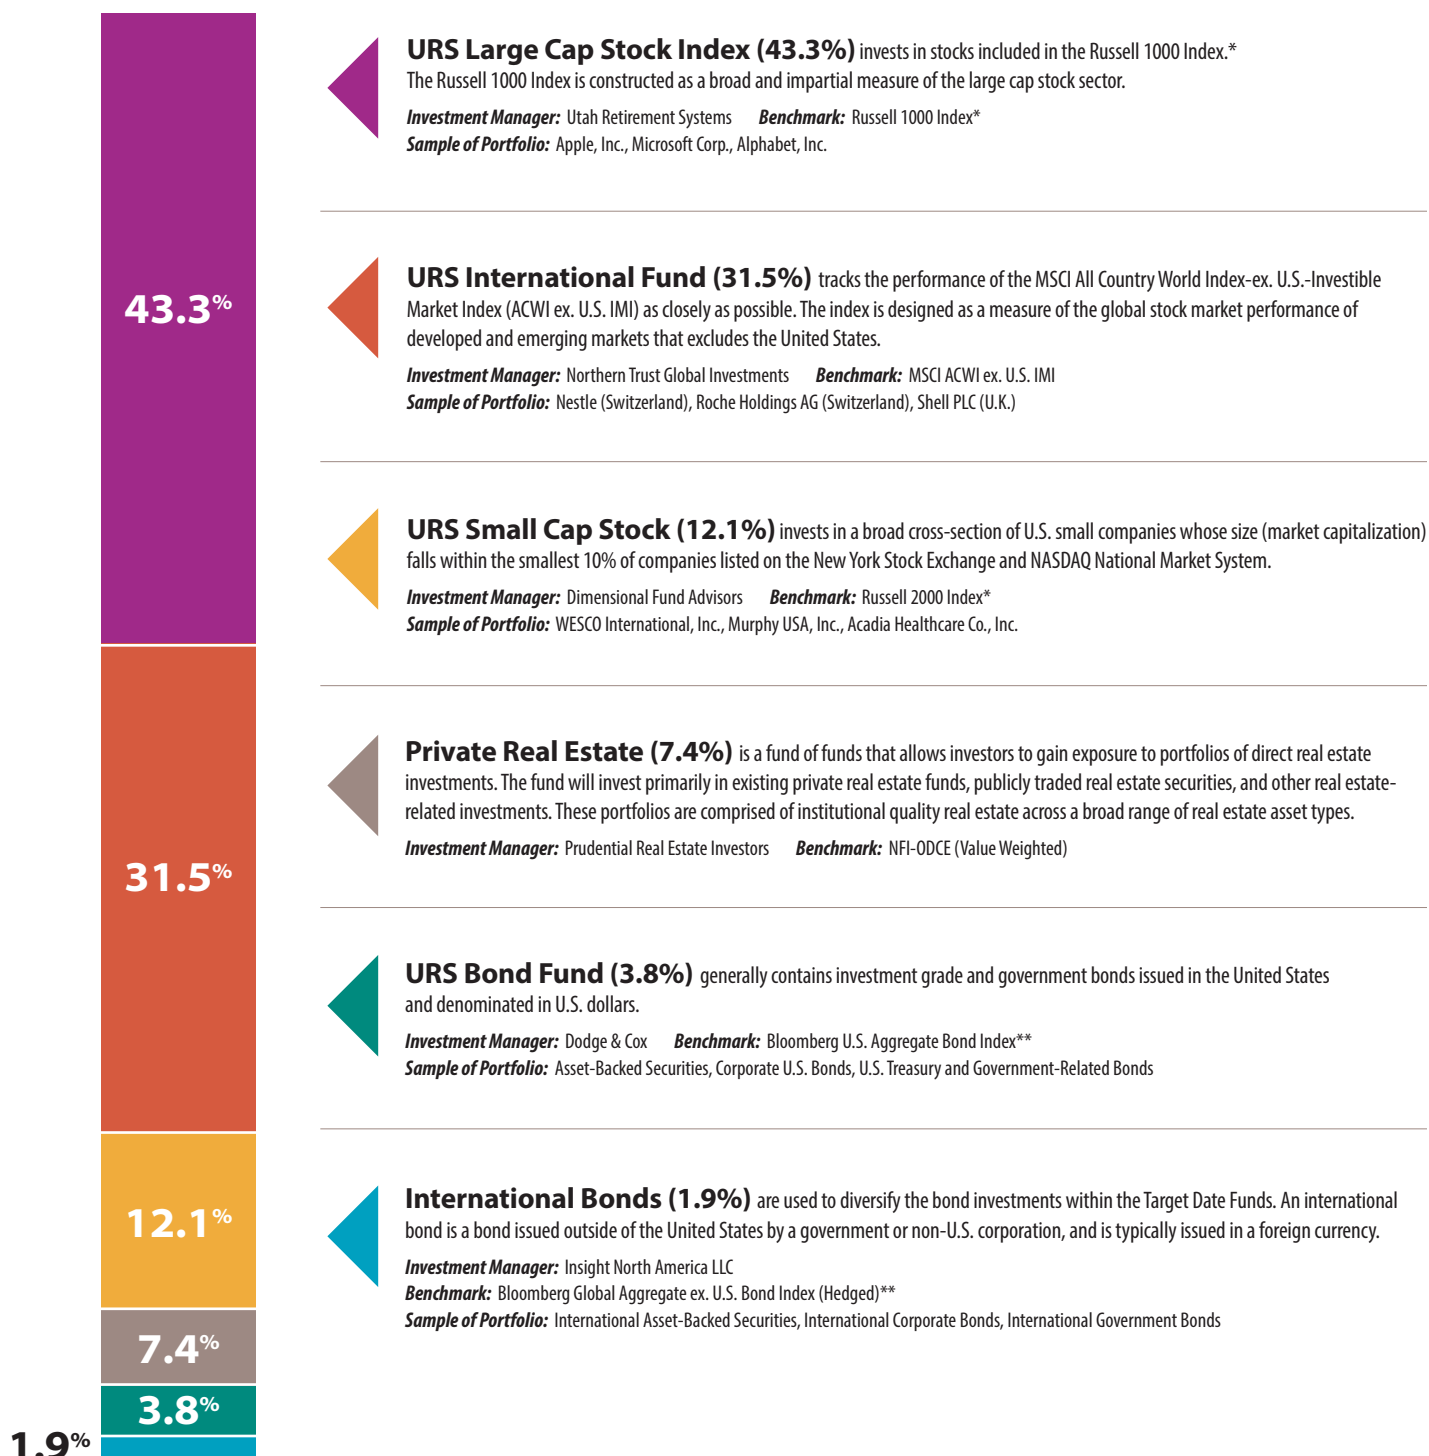 URS Large Cap Stock Index (43.3%) invests in stocks included in the Russell 1000 Index.*
The Russell 1000 Index is constructed as a broad and impartial measure of the large cap stock sector.
Investment Manager: Utah Retirement Systems Benchmark: Russell 1000 Index*
Sample of Portfolio: Apple, Inc., Microsoft Corp., Alphabet, Inc.
43.3%
URS International Fund (31.5%) tracks the performance of the MSCI All Country World Index-ex. U.S.-Investible
Market Index (ACWI ex. U.S. IMI) as closely as possible. The index is designed as a measure of the global stock market performance of
developed and emerging markets that excludes the United States.
Investment Manager: Northern Trust Global Investments Benchmark: MSCI ACWI ex. U.S. IMI
Sample of Portfolio: Nestle (Switzerland), Roche Holdings AG (Switzerland), Shell PLC (U.K.)
URS Small Cap Stock (12.1%) invests in a broad cross-section of U.S. small companies whose size (market capitalization)
falls within the smallest 10% of companies listed on the New York Stock Exchange and NASDAQ National Market System.
Investment Manager: Dimensional Fund Advisors Benchmark: Russell 2000 Index*
Sample of Portfolio: WESCO International, Inc., Murphy USA, Inc., Acadia Healthcare Co., Inc.
Private Real Estate (7.4%) is a fund of funds that allows investors to gain exposure to portfolios of direct real estate
investments. The fund will invest primarily in existing private real estate funds, publicly traded real estate securities, and other real estate-
related investments. These portfolios are comprised of institutional quality real estate across a broad range of real estate asset types.
Investment Manager: Prudential Real Estate Investors Benchmark: NFI-ODCE (Value Weighted)
31.5%
URS Bond Fund (3.8%) generally contains investment grade and government bonds issued in the United States
and denominated in U.S. dollars.
Investment Manager: Dodge & Cox Benchmark: Bloomberg U.S. Aggregate Bond Index**
Sample of Portfolio: Asset-Backed Securities, Corporate U.S. Bonds, U.S. Treasury and Government-Related Bonds
International Bonds (1.9%) are used to diversify the bond investments within the Target Date Funds. An international
bond is a bond issued outside of the United States by a government or non-U.S. corporation, and is typically issued in a foreign currency.
Investment Manager: Insight North America LLC
Benchmark: Bloomberg Global Aggregate ex. U.S. Bond Index (Hedged)**
Sample of Portfolio: International Asset-Backed Securities, International Corporate Bonds, International Government Bonds
12.1%
7.4%
3.8%
1.9%